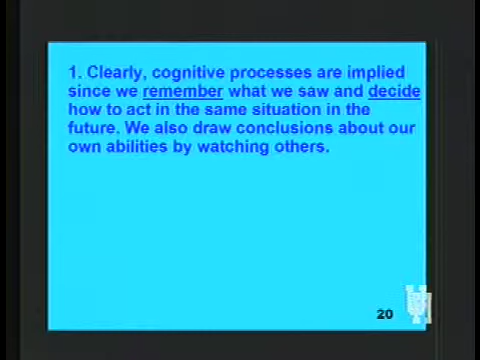 1. Clearly, cognitive processes are implied
since we remember what we saw and decide
how to act in the same situation in the
future. We also draw conclusions about our
own abilities by watching others.
20